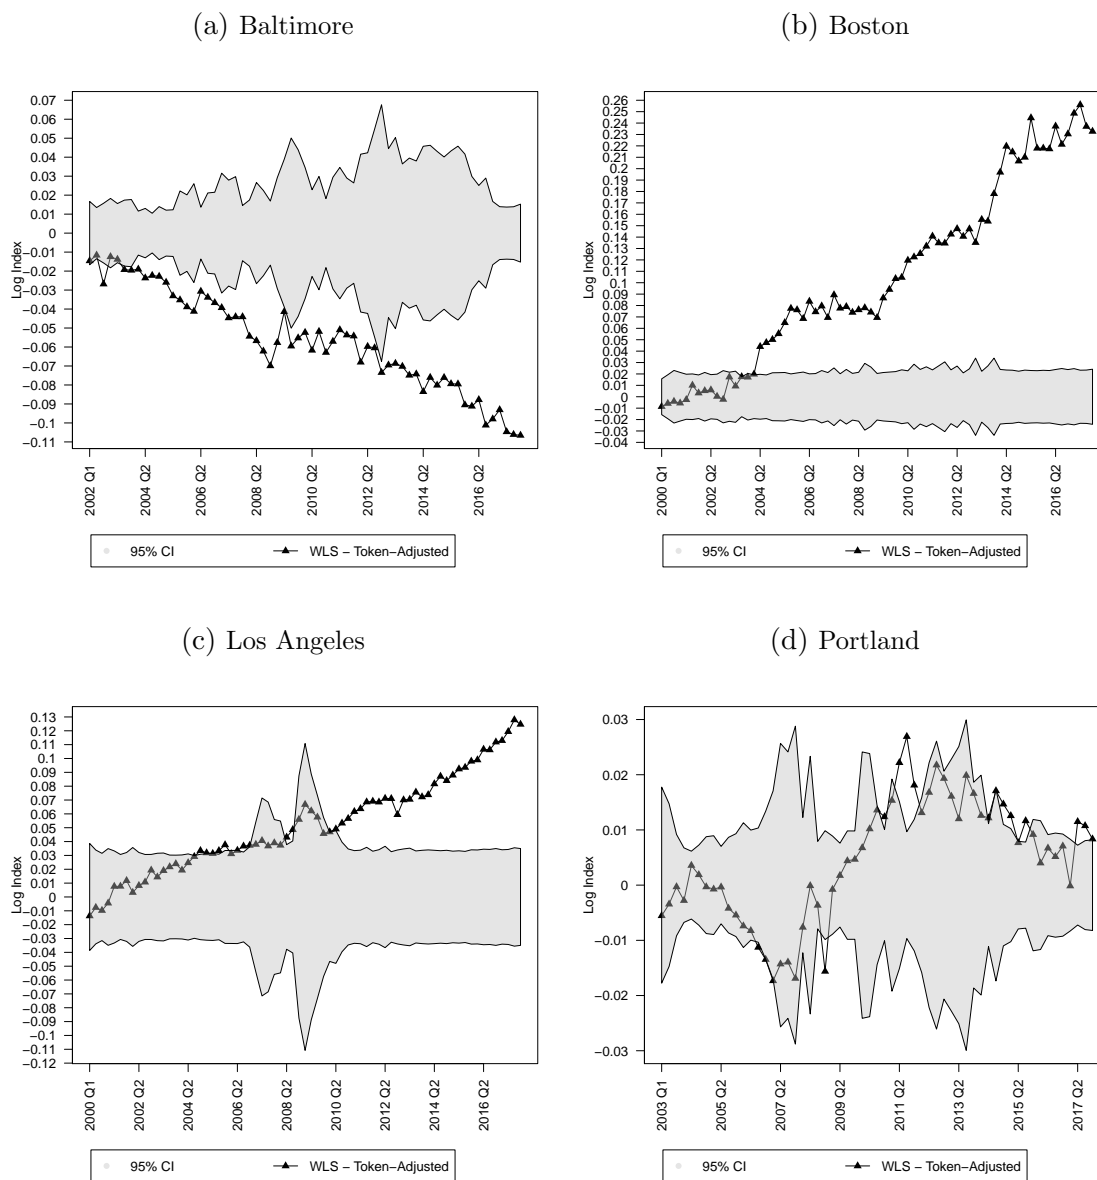 (a) Baltimore
0.07
0.06
0.05
0.04
0.03
0.02
0.01
0
−0.01
−0.02
−0.03
−0.04
−0.05
−0.06
−0.07
−0.08
−0.09
−0.1
−0.11
Log Index
2002 Q1
2004 Q2
2006 Q2
2008 Q2
2010 Q2
2012 Q2
2014 Q2
2016 Q2
95% CI
WLS − Token−Adjusted
(b) Boston
0.26
0.25
0.24
0.23
0.22
0.21
0.19
0.18
0.17
0.15
0.14
0.13
0.12
0.11
0.1
0.09
0.08
0.07
0.06
0.05
0.04
0.03
0.02
0.01
0
−0.01
−0.02
−0.03
−0.04
Log Index
2000 Q1
2002 Q2
2004 Q2
2006 Q2
2008 Q2
2010 Q2
2012 Q2
2014 Q2
2016 Q2
95% CI
WLS − Token−Adjusted
(c) Los Angeles
0.13
0.12
0.11
0.1
0.09
0.08
0.07
0.06
0.05
0.04
0.03
0.02
0.01
0
−0.01
−0.02
−0.03
−0.04
−0.05
−0.06
−0.07
−0.08
−0.09
−0.1
−0.11
−0.12
Log Index
2000 Q1
2002 Q2
2004 Q2
2006 Q2
2008 Q2
2010 Q2
2012 Q2
2014 Q2
2016 Q2
95% CI
WLS − Token−Adjusted
(d) Portland
0.03
0.02
0.01
0
−0.01
−0.03
Log Index
2003 Q1
2005 Q2
2007 Q2
2009 Q2
2011 Q2
2013 Q2
2015 Q2
2017 Q2
95% CI
WLS − Token−Adjusted